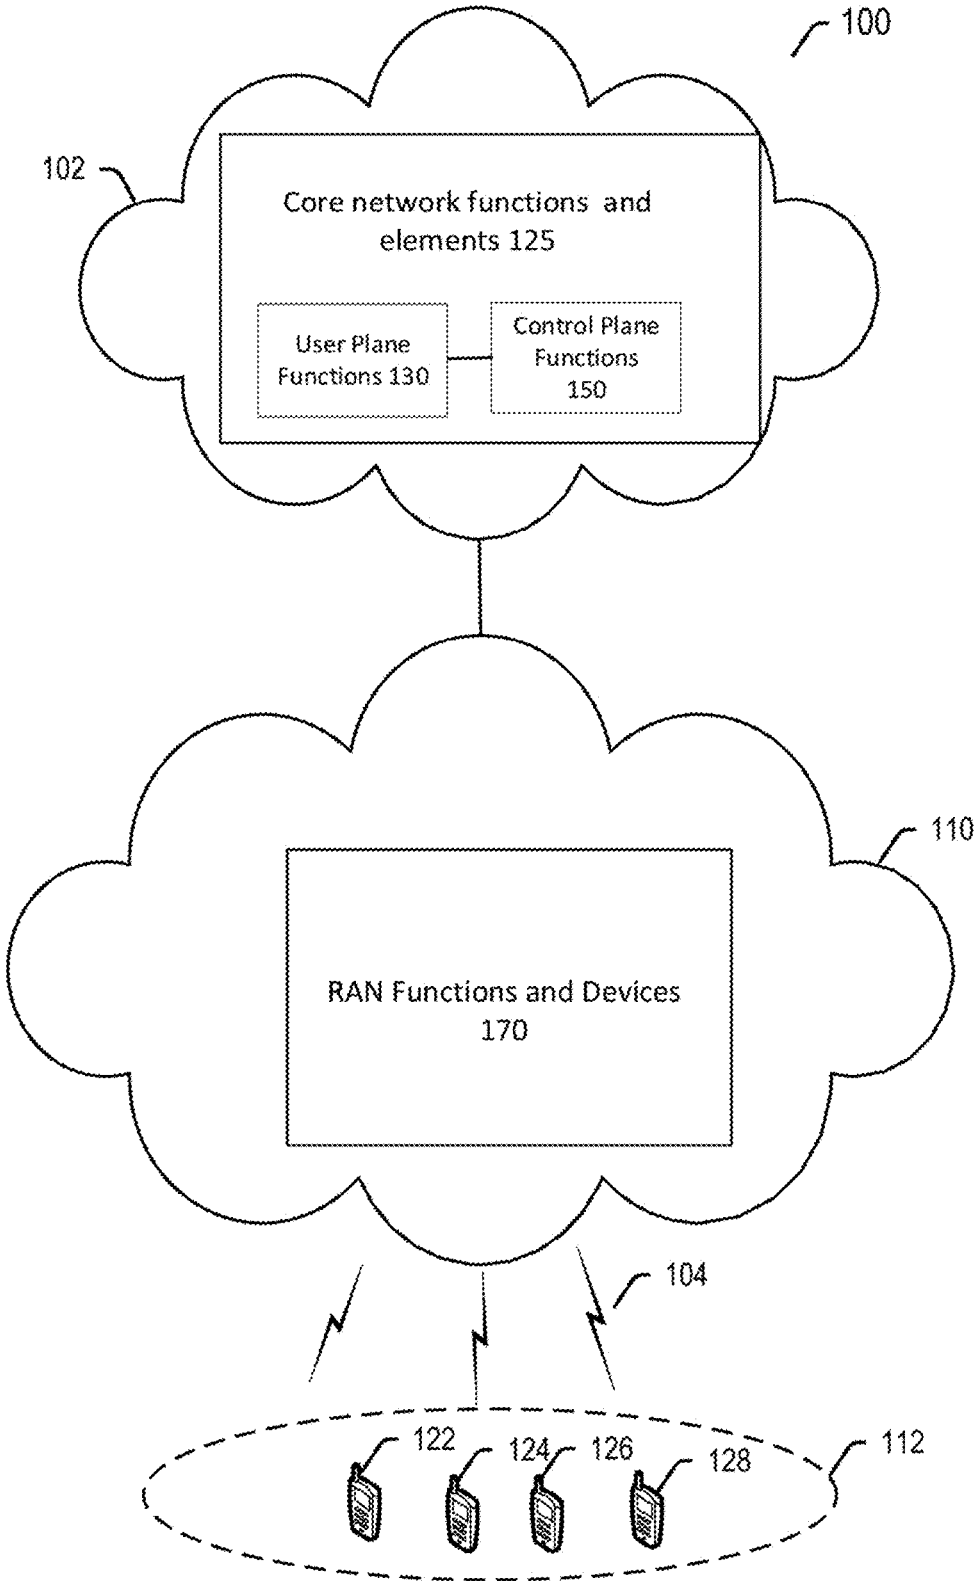 100
102
Core network functions and
elements 125
User Plane
Functions 130
Control Plane
Functions
150
110
RAN Functions and Devices
170
104
112
122
124
126
128